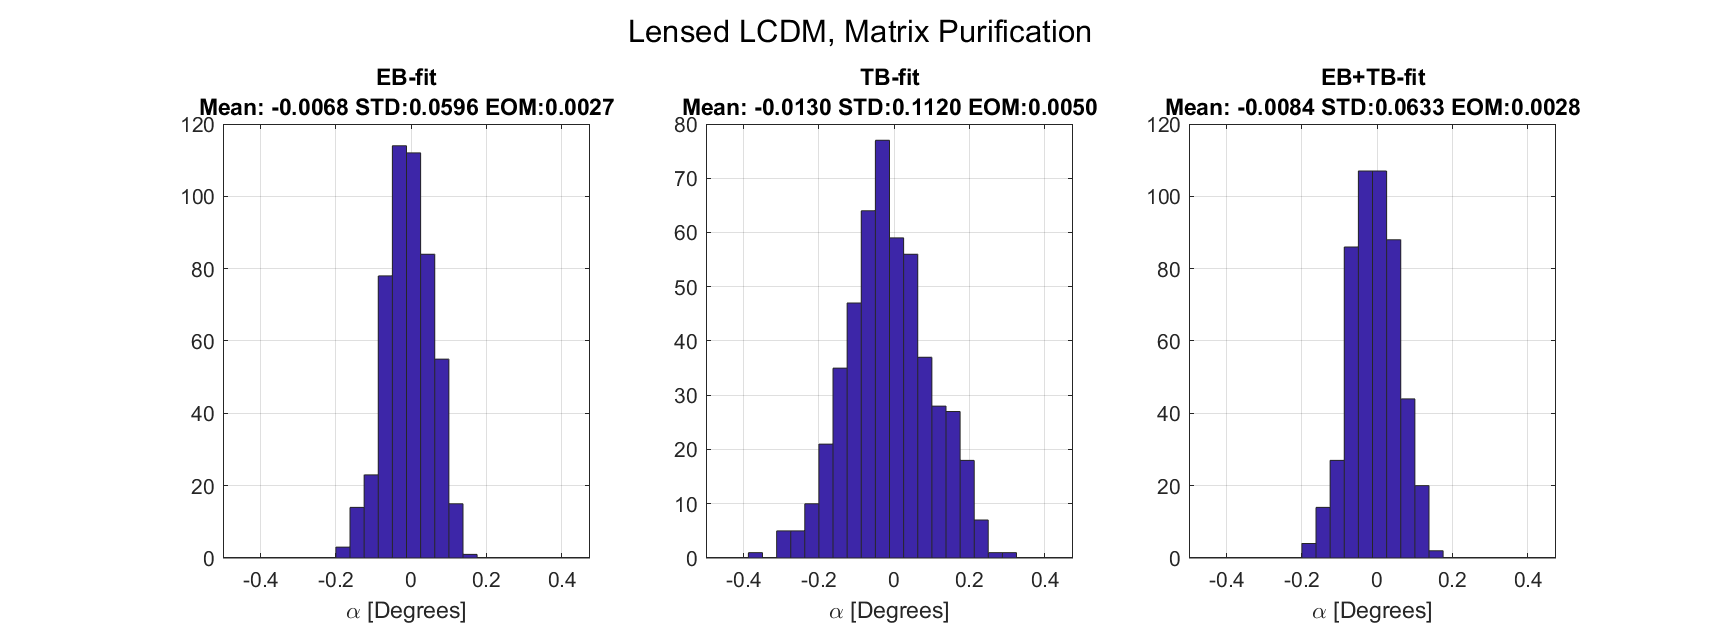 Lensed LCDM, Matrix Purification
EB-fit
Mean: -0.0068 STD:0.0596 EOM:0.0027
120
100
80
60
40
20
0
-0.4 -0.2 0 0.2 0.4
α [Degrees]
TB-fit
Mean: -0.0130 STD:0.1120 EOM:0.0050
80
70
60
50
40
30
20
10
0
-0.4 -0.2 0 0.2 0.4
α [Degrees]
EB+TB-fit
Mean: -0.0084 STD:0.0633 EOM:0.0028
120
100
80
60
40
20
0
-0.4 -0.2 0 0.2 0.4
α [Degrees]